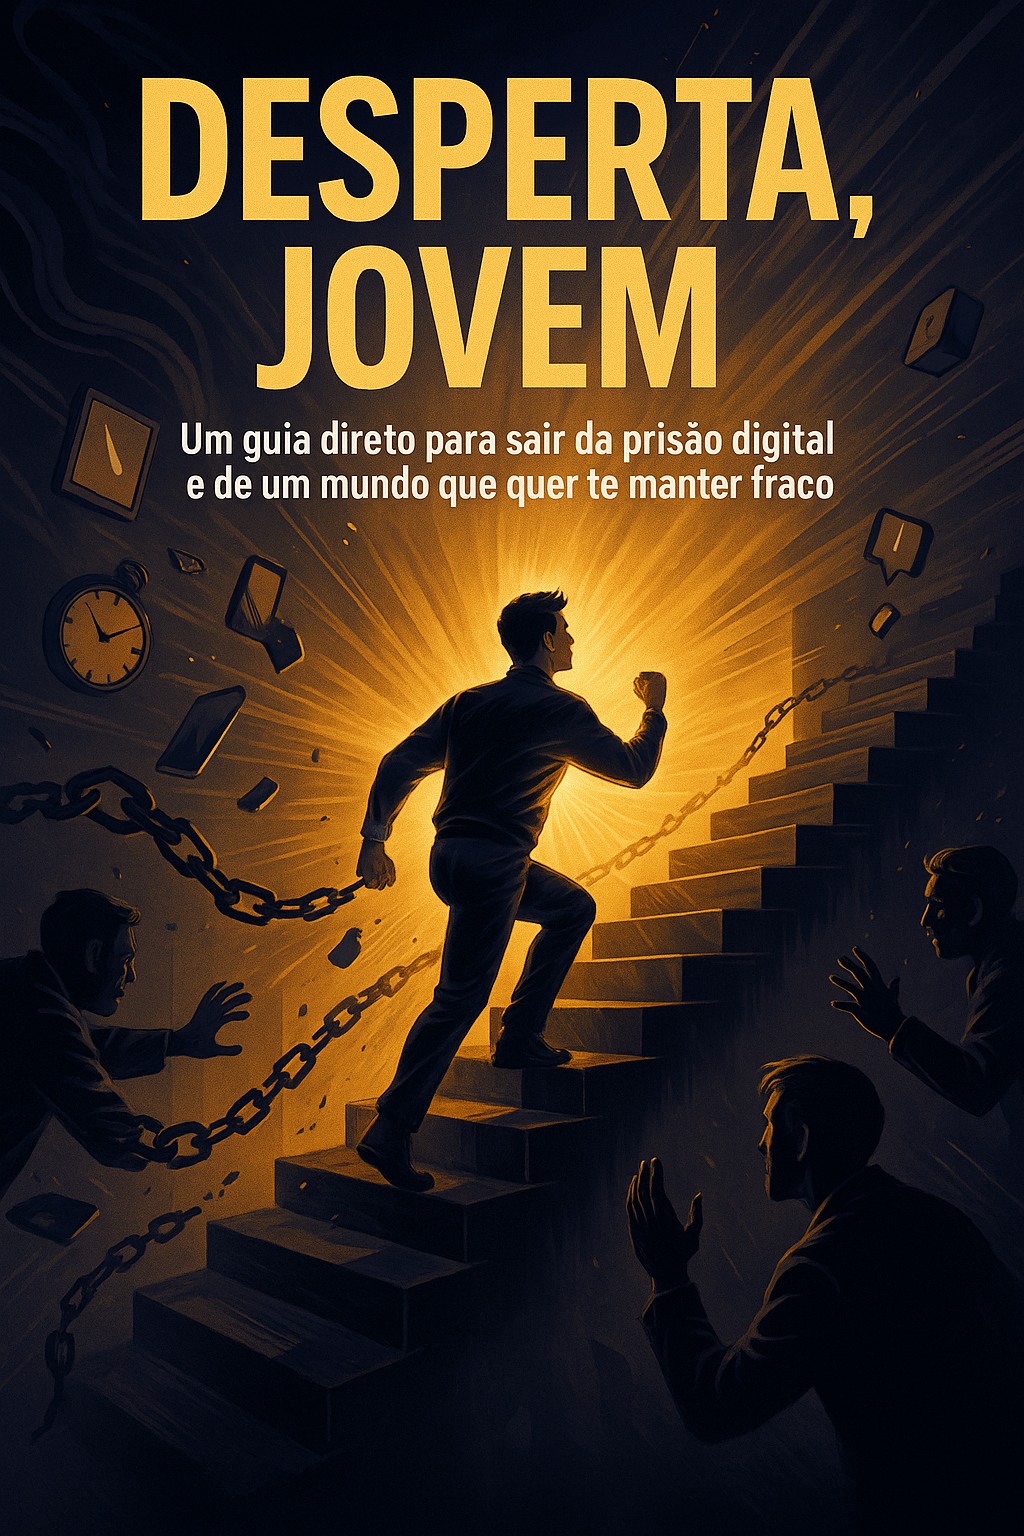 DESPERTA,
JOVEM
Um guia direto para sair da prisão digital
e de um mundo que quer te manter fraco